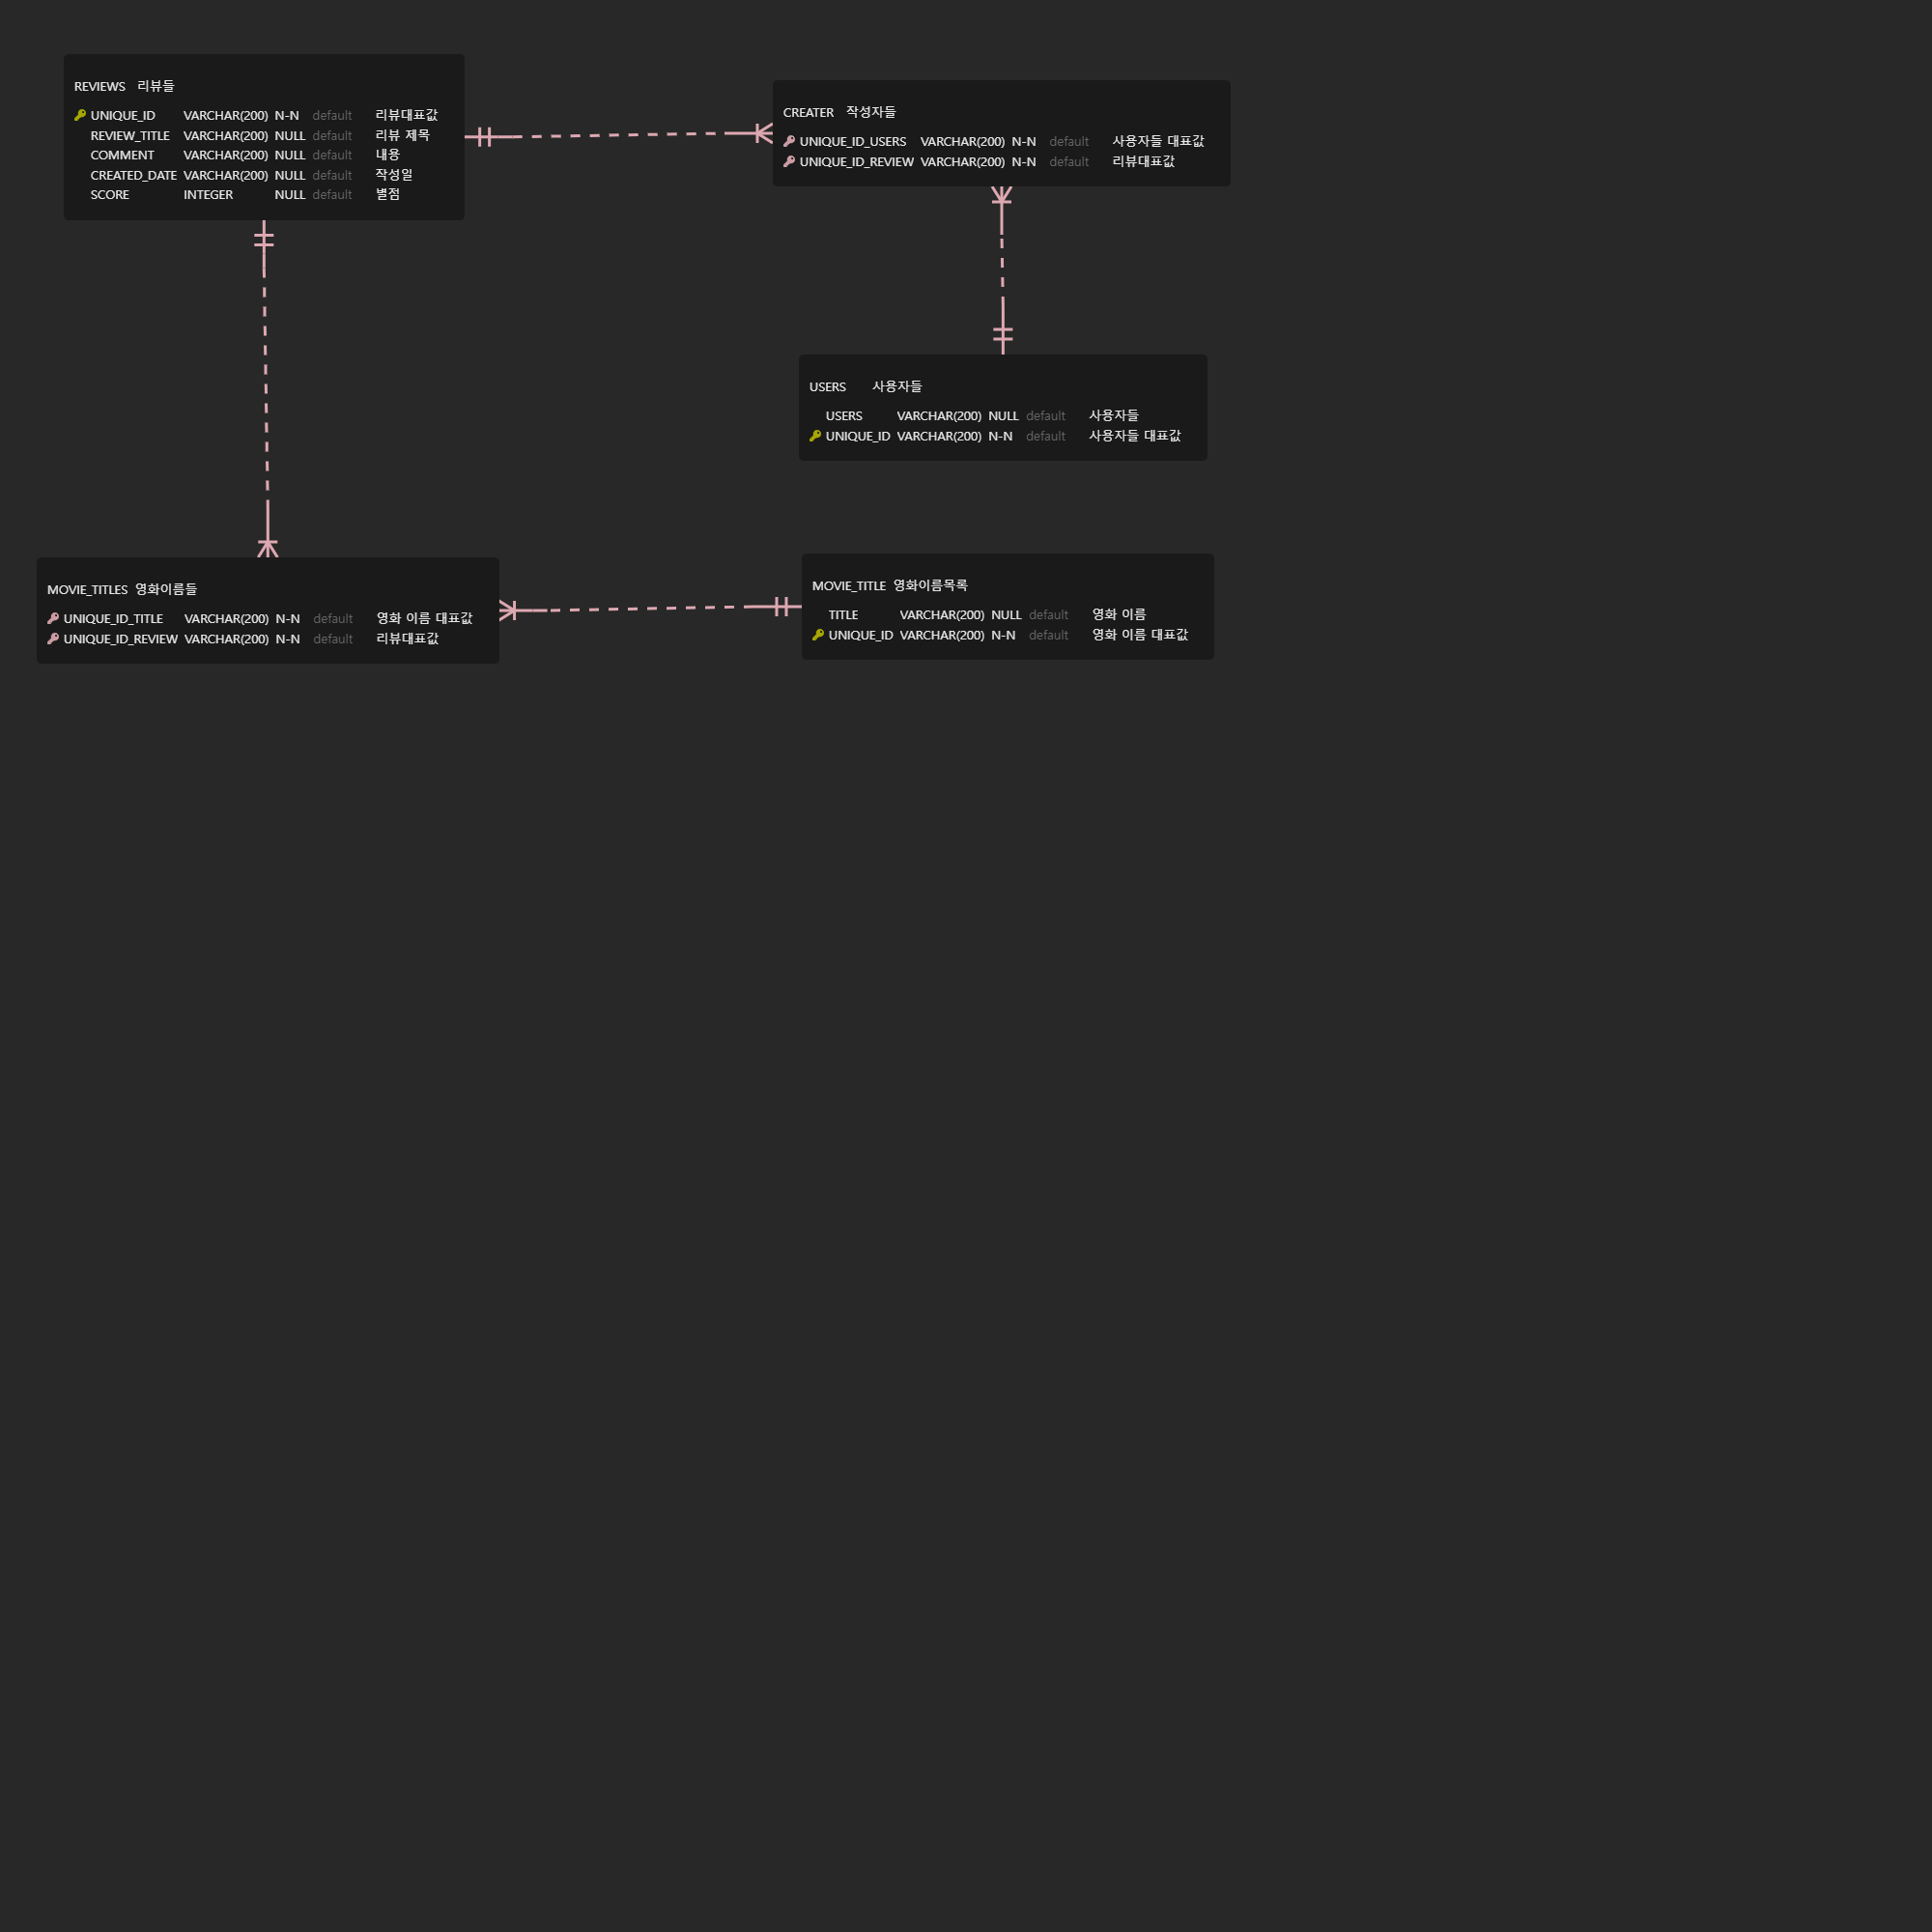 REVIEWS 리뷰들
UNIQUE_ID VARCHAR(200) N-N default 리뷰대표값
REVIEW_TITLE VARCHAR(200) NULL default 리뷰 제목
COMMENT VARCHAR(200) NULL default 내용
CREATED_DATE VARCHAR(200) NULL default 작성일
SCORE INTEGER NULL default 별점
CREATER 작성자들
UNIQUE_ID_USERS VARCHAR(200) N-N default 사용자들 대표값
UNIQUE_ID_REVIEW VARCHAR(200) N-N default 리뷰대표값
USERS 사용자들
USERS VARCHAR(200) NULL default 사용자들
UNIQUE_ID VARCHAR(200) N-N default 사용자들 대표값
MOVIE_TITLES 영화이름들
UNIQUE_ID_TITLE VARCHAR(200) N-N default 영화 이름 대표값
UNIQUE_ID_REVIEW VARCHAR(200) N-N default 리뷰대표값
MOVIE_TITLE 영화이름목록
TITLE VARCHAR(200) NULL default 영화 이름
UNIQUE_ID VARCHAR(200) N-N default 영화 이름 대표값